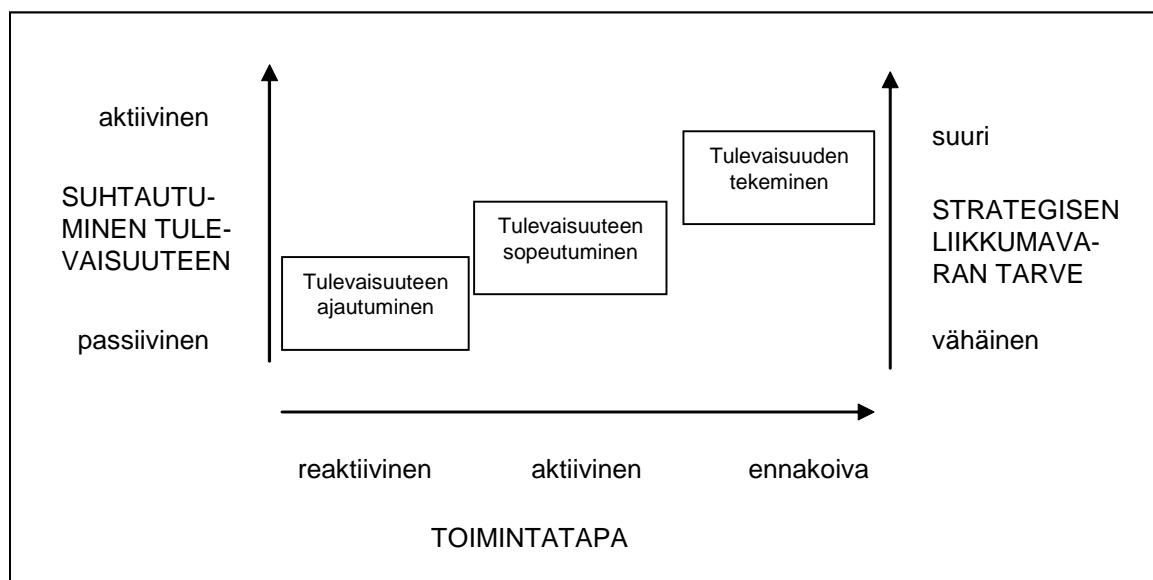 aktiivinen
SUHTAUTU-
MINEN TULE-
VAISUUTEEN
passiivinen
Tulevaisuuteen
ajautuminen
Tulevaisuuteen
sopeutuminen
Tulevaisuuden
tekeminen
suuri
STRATEGISEN
LIIKKUMAVA-
RAN TARVE
vähäinen
reaktiivinen
aktiivinen
ennakoiva
TOIMINTATAPA